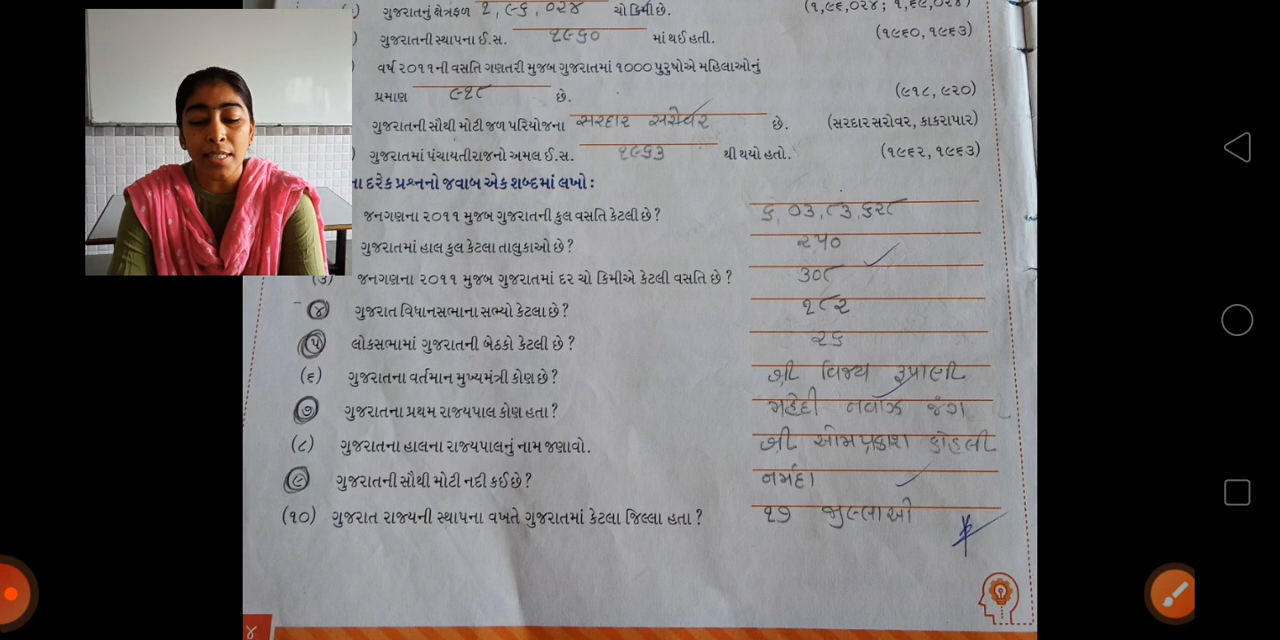 ગુજરાતનું ક્ષેત્રફળ ૧,૯૬,૦૨૪ ચો કિમી છે. (૧,૯૬,૦૨૪; ૧,૬૯,૦૨૪)
ગુજરાતની સ્થાપના ઈ.સ. ૧૯૬૦ માં થઈ હતી. (૧૯૬૦, ૧૯૬૩)
વર્ષ ૨૦૧૧ની વસતિ ગણતરી મુજબ ગુજરાતમાં ૧૦૦૦ પુરુષોએ મહિલાઓનું
પ્રમાણ ૯૧૮ છે. (૯૧૮, ૯૨૦)
ગુજરાતની સૌથી મોટી જળ પરિયોજના સરદાર સરોવર છે. (સરદાર સરોવર, કાકરાપાર)
ગુજરાતમાં પંચાયતીરાજનો અમલ ઈ.સ. ૧૯૬૩ થી થયો હતો. (૧૯૬૨, ૧૯૬૩)
ના દરેક પ્રશ્નનો જવાબ એક શબ્દમાં લખો :
જનગણના ૨૦૧૧ મુજબ ગુજરાતની કુલ વસતિ કેટલી છે? ૬,૦૩,૮૩,૬૨૮
ગુજરાતમાં હાલ કુલ કેટલા તાલુકાઓ છે? ૨૫૦
(૩) જનગણના ૨૦૧૧ મુજબ ગુજરાતમાં દર ચો કિમીએ કેટલી વસતિ છે? ૩૦૮
૪ ગુજરાત વિધાનસભાના સભ્યો કેટલા છે? ૧૮૨
૫ લોકસભામાં ગુજરાતની બેઠકો કેટલી છે? ૨૬
(૬) ગુજરાતના વર્તમાન મુખ્યમંત્રી કોણ છે? શ્રી વિજય રૂપાણી
૭ ગુજરાતના પ્રથમ રાજ્યપાલ કોણ હતા? મહેદી નવાઝ જંગ
(૮) ગુજરાતના હાલના રાજ્યપાલનું નામ જણાવો. શ્રી ઓમપ્રકાશ કોહલી
૯ ગુજરાતની સૌથી મોટી નદી કઈ છે? નર્મદા
(૧૦) ગુજરાત રાજ્યની સ્થાપના વખતે ગુજરાતમાં કેટલા જિલ્લા હતા? ૧૭ જીલ્લાઓ
૪